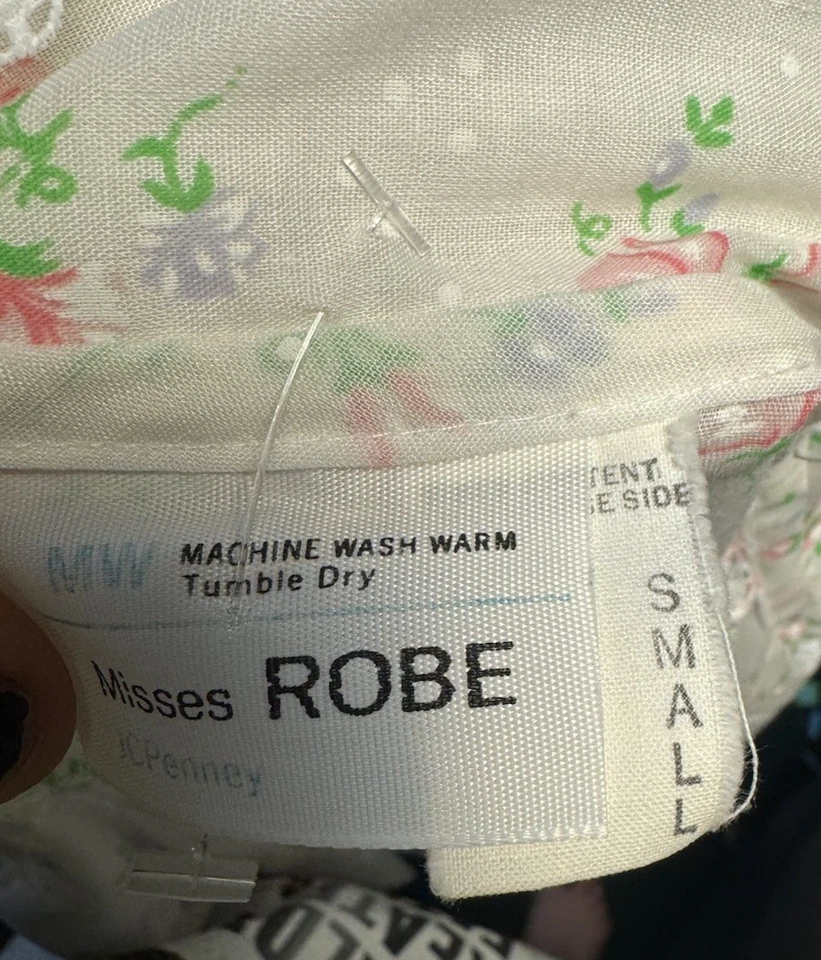 MW MACHINE WASH WARM
Tumble Dry
Misses ROBE
JCPenney
TENT
E SIDE
SMALL